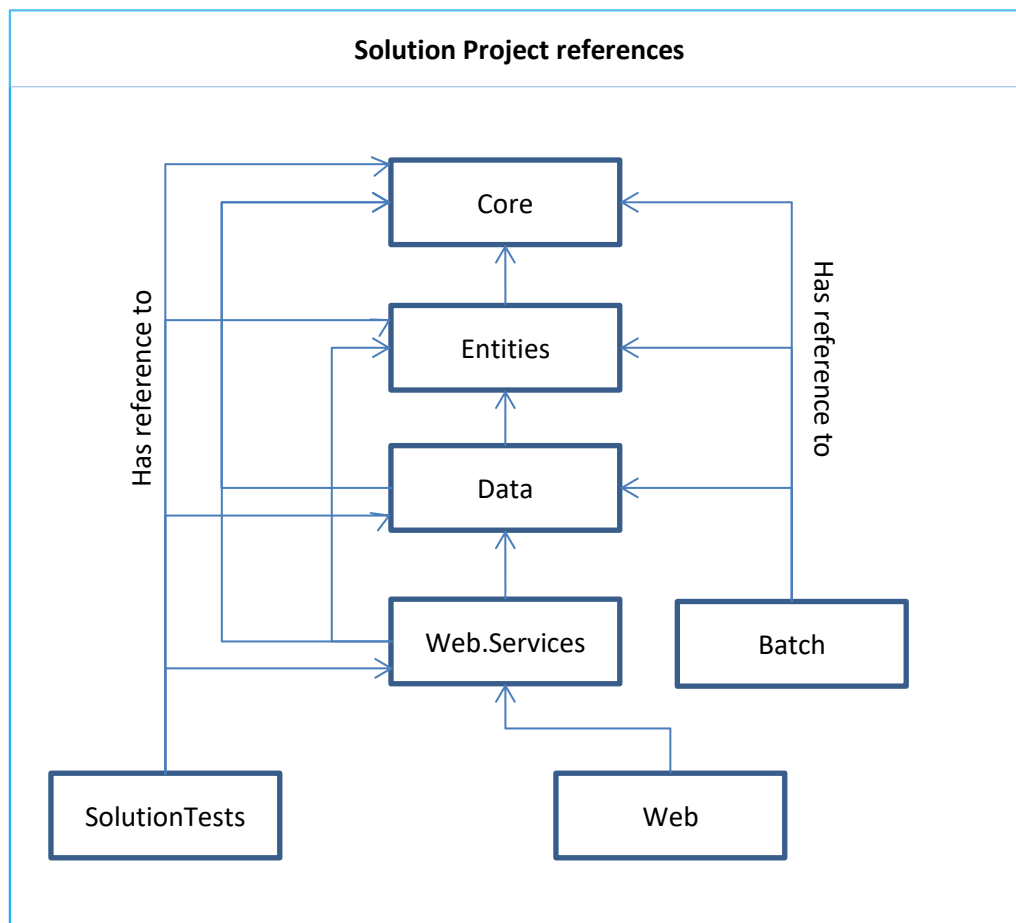 Solution Project references
Core
Has reference to
Has reference to
Entities
Data
Web.Services
Batch
SolutionTests
Web